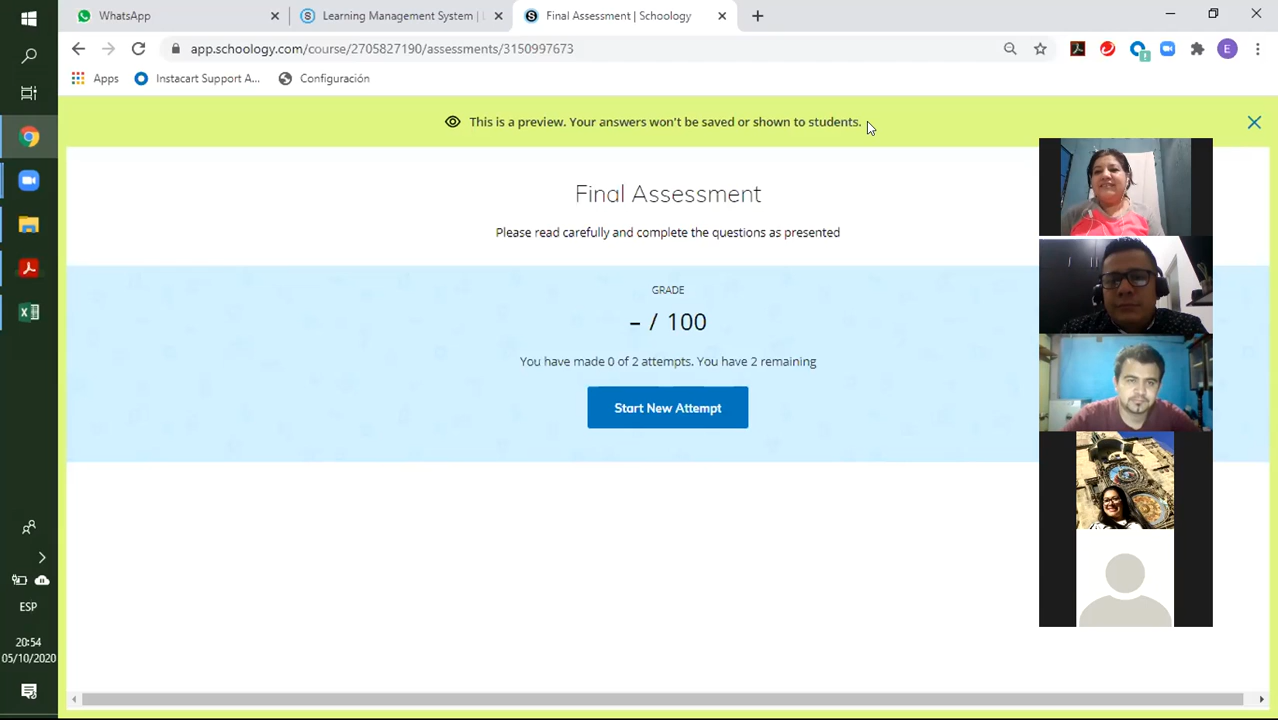 WhatsApp
Learning Management System | L
Final Assessment | Schoology
app.schoology.com/course/2705827190/assessments/3150997673
E
Apps
Instacart Support A...
Configuración
This is a preview. Your answers won't be saved or shown to students.
Final Assessment
Please read carefully and complete the questions as presented
GRADE
– / 100
You have made 0 of 2 attempts. You have 2 remaining
Start New Attempt
ESP
20:54
05/10/2020